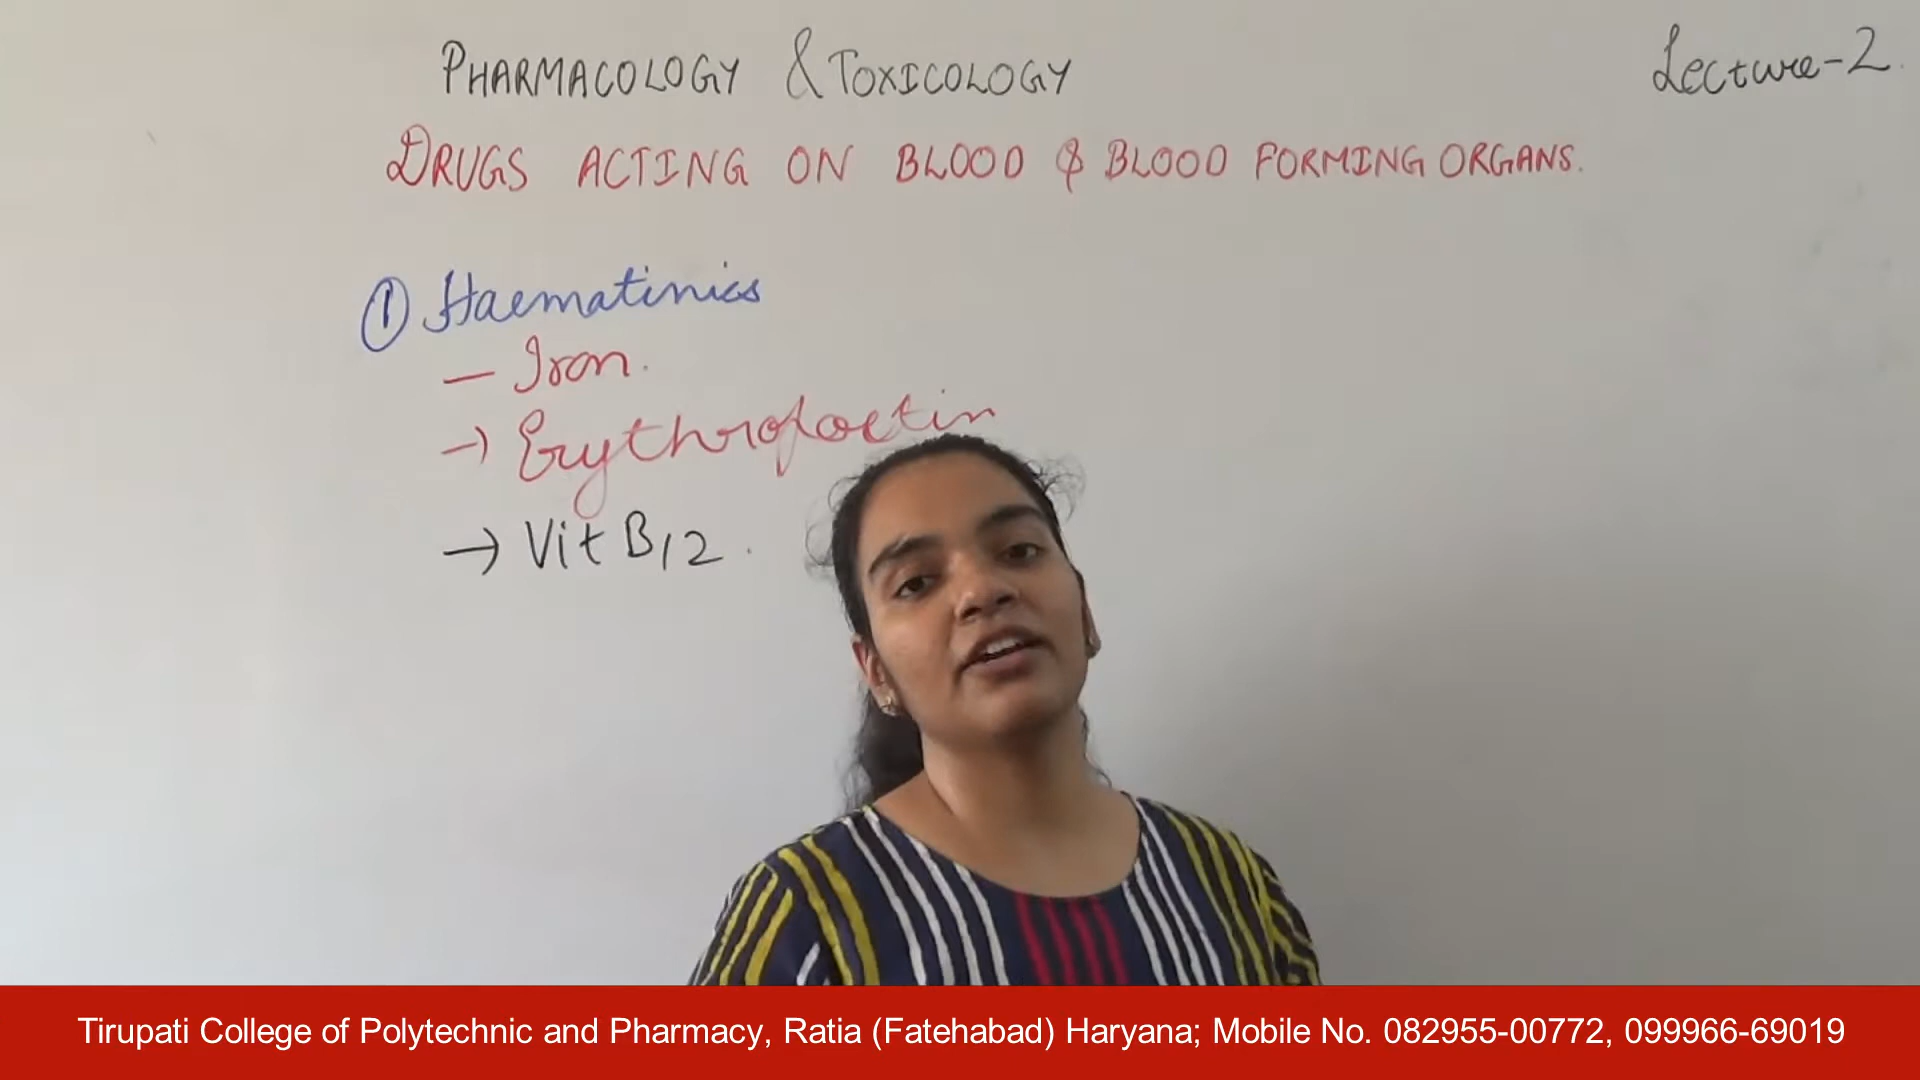 PHARMACOLOGY & TOXICOLOGY
Lecture-2.
DRUGS ACTING ON BLOOD & BLOOD FORMING ORGANS.
① Haematinics
— Iron.
→ Erythropoetin
→ Vit B12.
Tirupati College of Polytechnic and Pharmacy, Ratia (Fatehabad) Haryana; Mobile No. 082955-00772, 099966-69019